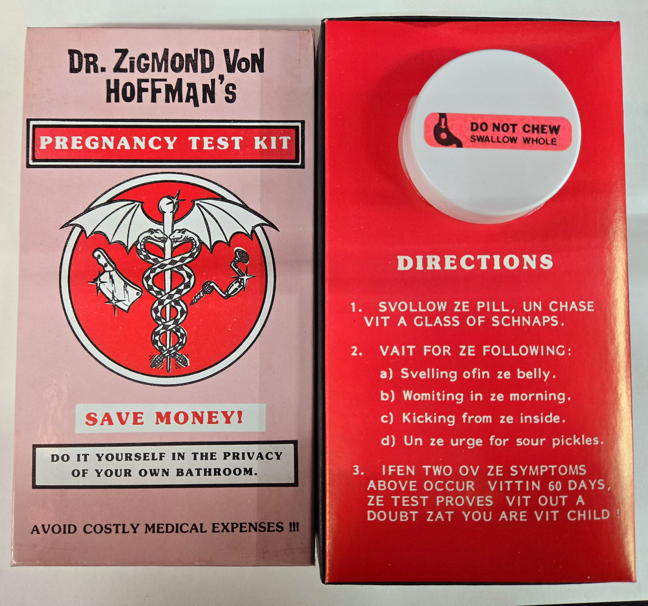 DR. ZIGMOND VON
HOFFMAN'S
PREGNANCY TEST KIT
SAVE MONEY!
DO IT YOURSELF IN THE PRIVACY
OF YOUR OWN BATHROOM.
AVOID COSTLY MEDICAL EXPENSES !!!
DO NOT CHEW
SWALLOW WHOLE
DIRECTIONS
1. SVOLLOW ZE PILL, UN CHASE
VIT A GLASS OF SCHNAPS.
2. VAIT FOR ZE FOLLOWING:
a) Svelling ofin ze belly.
b) Womiting in ze morning.
c) Kicking from ze inside.
d) Un ze urge for sour pickles.
3. IFEN TWO OV ZE SYMPTOMS
ABOVE OCCUR VITTIN 60 DAYS,
ZE TEST PROVES VIT OUT A
DOUBT ZAT YOU ARE VIT CHILD !